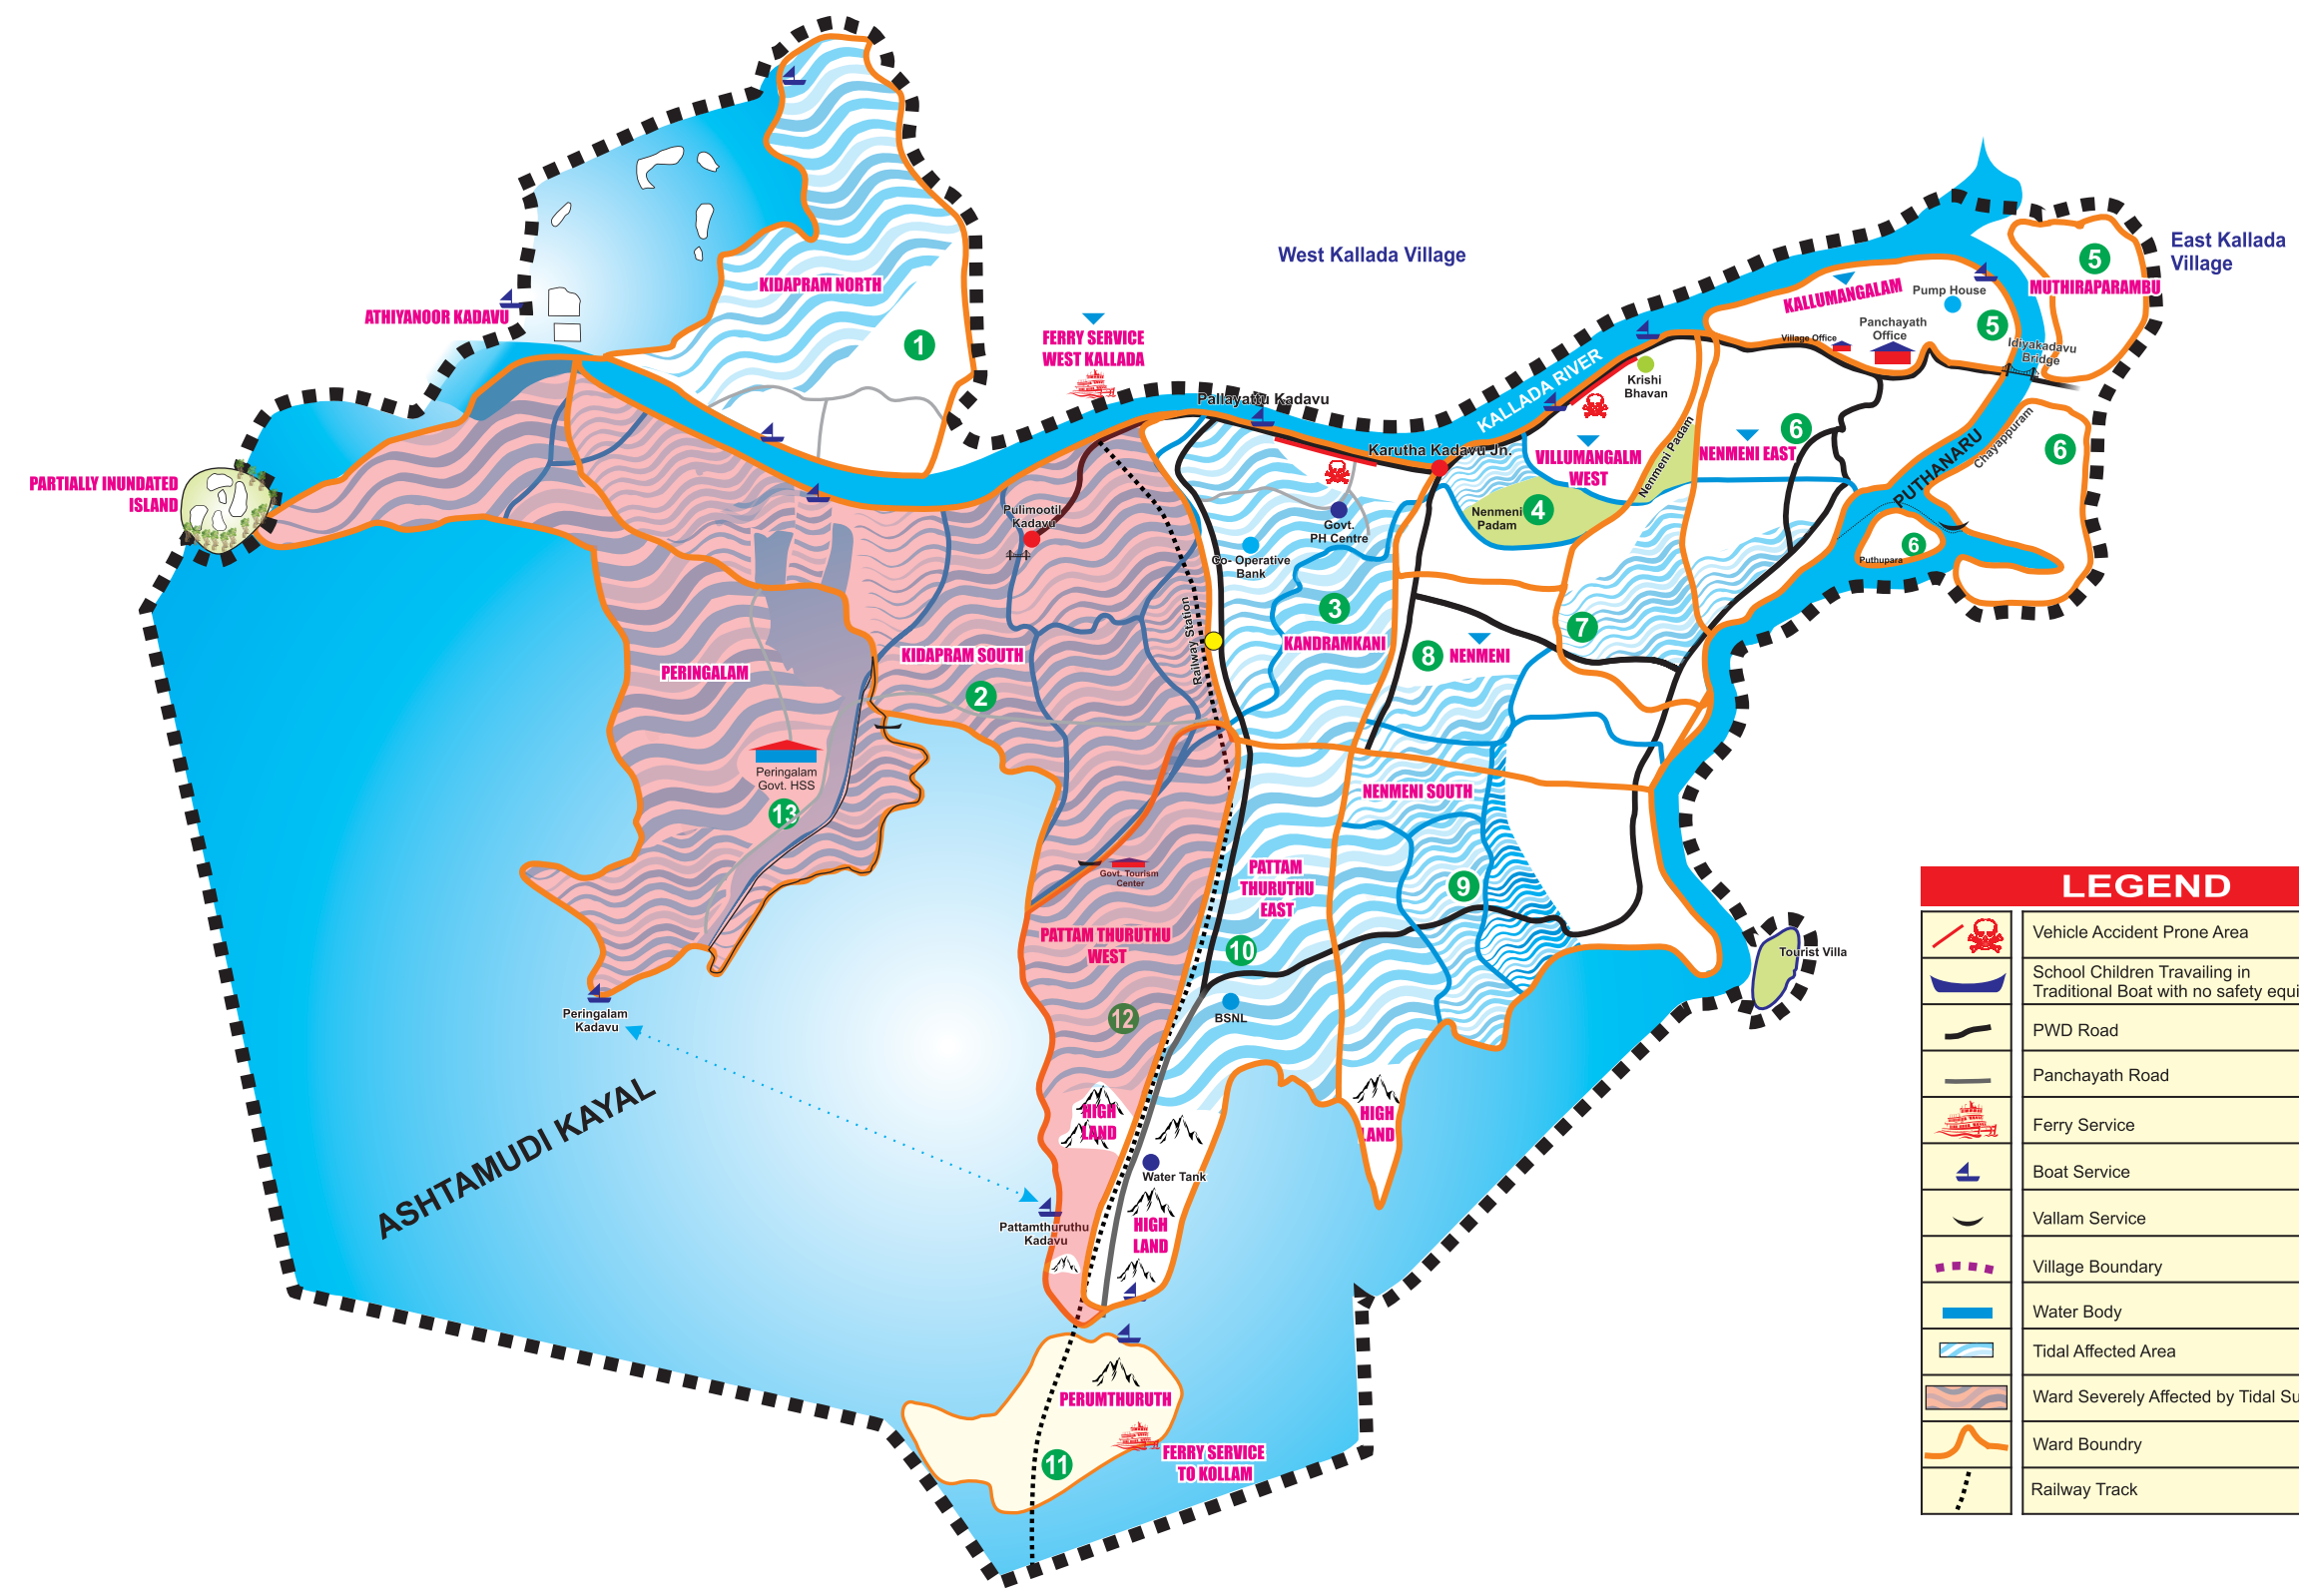 West Kallada Village
East Kallada
Village
KIDAPRAM NORTH
1
ATHIYANOOR KADAVU
FERRY SERVICE
WEST KALLADA
PARTIALLY INUNDATED
ISLAND
Pallayattu Kadavu
Karutha Kadavu Jn.
KALLADA RIVER
Krishi
Bhavan
KALLUMANGALAM
Pump House
Panchayath
Office
Village Office
5
5
MUTHIRAPARAMBU
Idiyakadavu
Bridge
Chayappuram
PUTHANARU
6
6
6
Puthupara
NENMENI EAST
Nenmeni Padam
VILLUMANGALM
WEST
Nenmeni
Padam
4
Pulimootil
Kadavu
Govt.
PH Centre
Co- Operative
Bank
3
KANDRAMKANI
Railway Station
KIDAPRAM SOUTH
2
PERINGALAM
Peringalam
Govt. HSS
13
7
8
NENMENI
NENMENI SOUTH
9
PATTAM
THURUTHU
EAST
10
BSNL
Govt. Tourism
Center
PATTAM THURUTHU
WEST
12
Peringalam
Kadavu
ASHTAMUDI KAYAL
HIGH
LAND
HIGH
LAND
Water Tank
HIGH
LAND
Pattamthuruthu
Kadavu
Tourist Villa
PERUMTHURUTH
11
FERRY SERVICE
TO KOLLAM
LEGEND
Vehicle Accident Prone Area
School Children Travailing in
Traditional Boat with no safety equi
PWD Road
Panchayath Road
Ferry Service
Boat Service
Vallam Service
Village Boundary
Water Body
Tidal Affected Area
Ward Severely Affected by Tidal Su
Ward Boundry
Railway Track